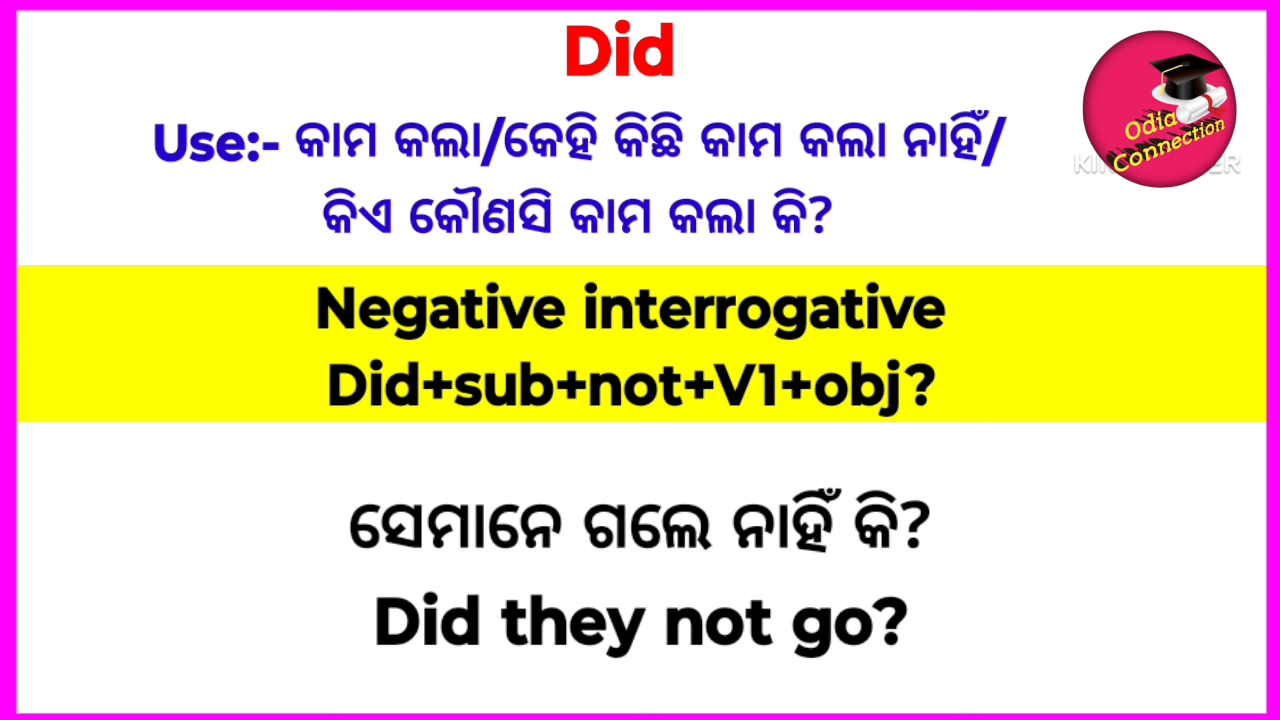 Did
Use:- କାମ କଲା/କେହି କିଛି କାମ କଲା ନାହିଁ/
କିଏ କୌଣସି କାମ କଲା କି?
Odia
Connection
Negative interrogative
Did+sub+not+V1+obj?
ସେମାନେ ଗଲେ ନାହିଁ କି?
Did they not go?